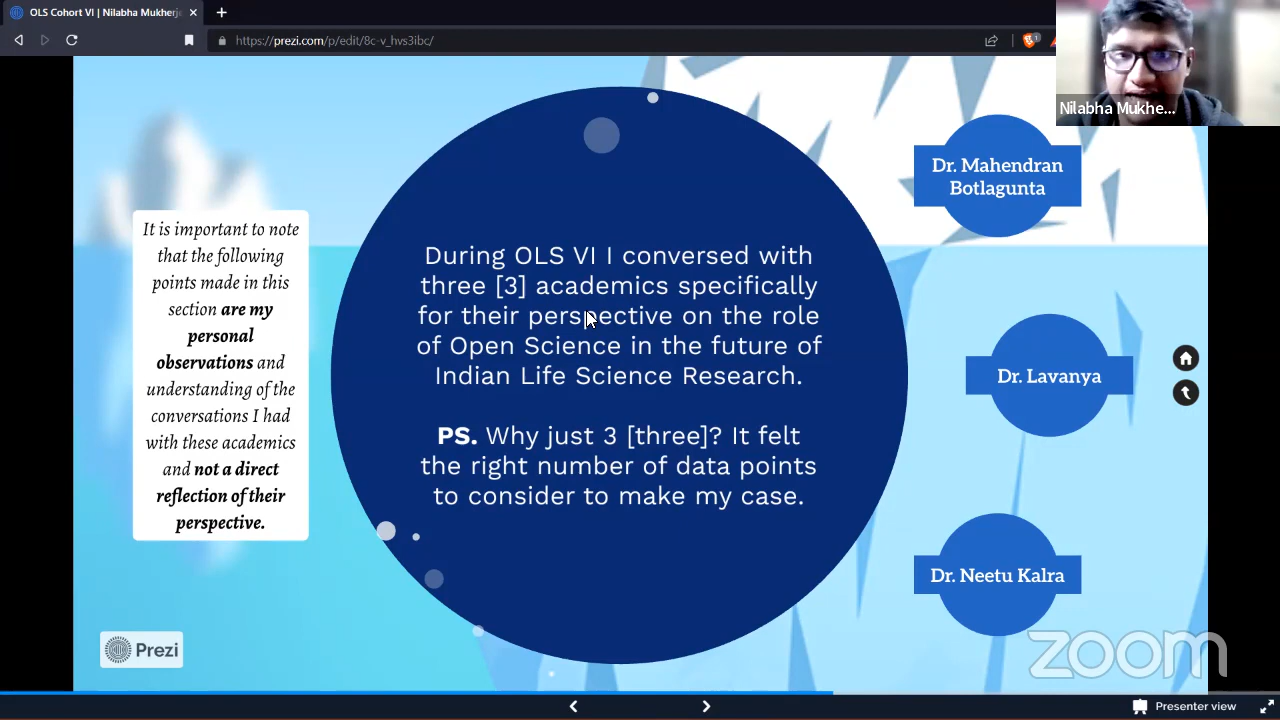 OLS Cohort VI | Nilabha Mukherje
https://prezi.com/p/edit/8c-v_hvs3ibc/
1
Nilabha Mukhe...
It is important to note
that the following
points made in this
section are my
personal
observations and
understanding of the
conversations I had
with these academics
and not a direct
reflection of their
perspective.
During OLS VI I conversed with
three [3] academics specifically
for their perspective on the role
of Open Science in the future of
Indian Life Science Research.
PS. Why just 3 [three]? It felt
the right number of data points
to consider to make my case.
Dr. Mahendran
Botlagunta
Dr. Lavanya
Dr. Neetu Kalra
Prezi
zoom
Presenter view